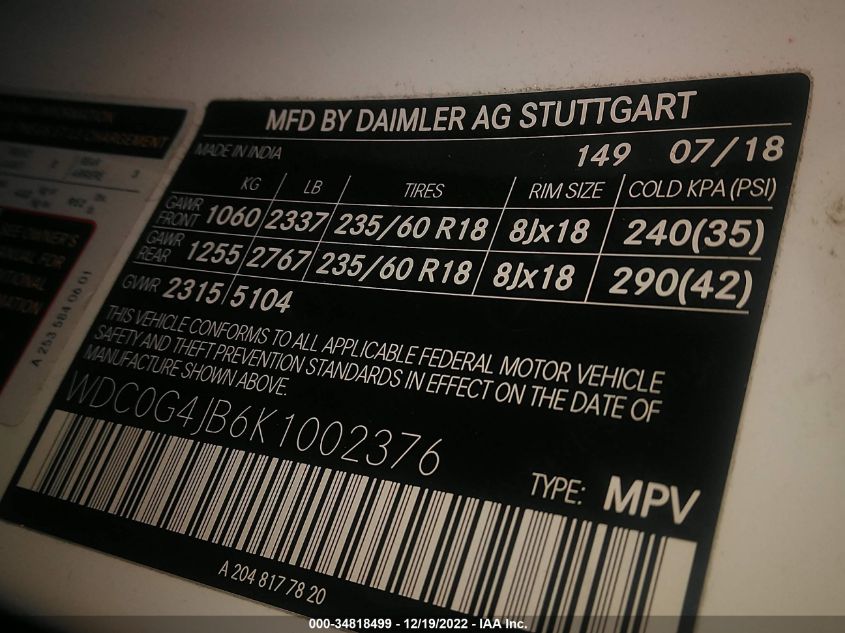 MFD BY DAIMLER AG STUTTGART
MADE IN INDIA 149 07/18
KG LB TIRES RIM SIZE COLD KPA (PSI)
GAWR FRONT 1060 2337 235/60 R18 8Jx18 240(35)
GAWR REAR 1255 2767 235/60 R18 8Jx18 290(42)
GVWR 2315 5104
THIS VEHICLE CONFORMS TO ALL APPLICABLE FEDERAL MOTOR VEHICLE
SAFETY AND THEFT PREVENTION STANDARDS IN EFFECT ON THE DATE OF
MANUFACTURE SHOWN ABOVE.
WDC0G4JB6K1002376
TYPE: MPV
A 204 817 78 20
A 253 584 06 01
000-34818499 - 12/19/2022 - IAA Inc.